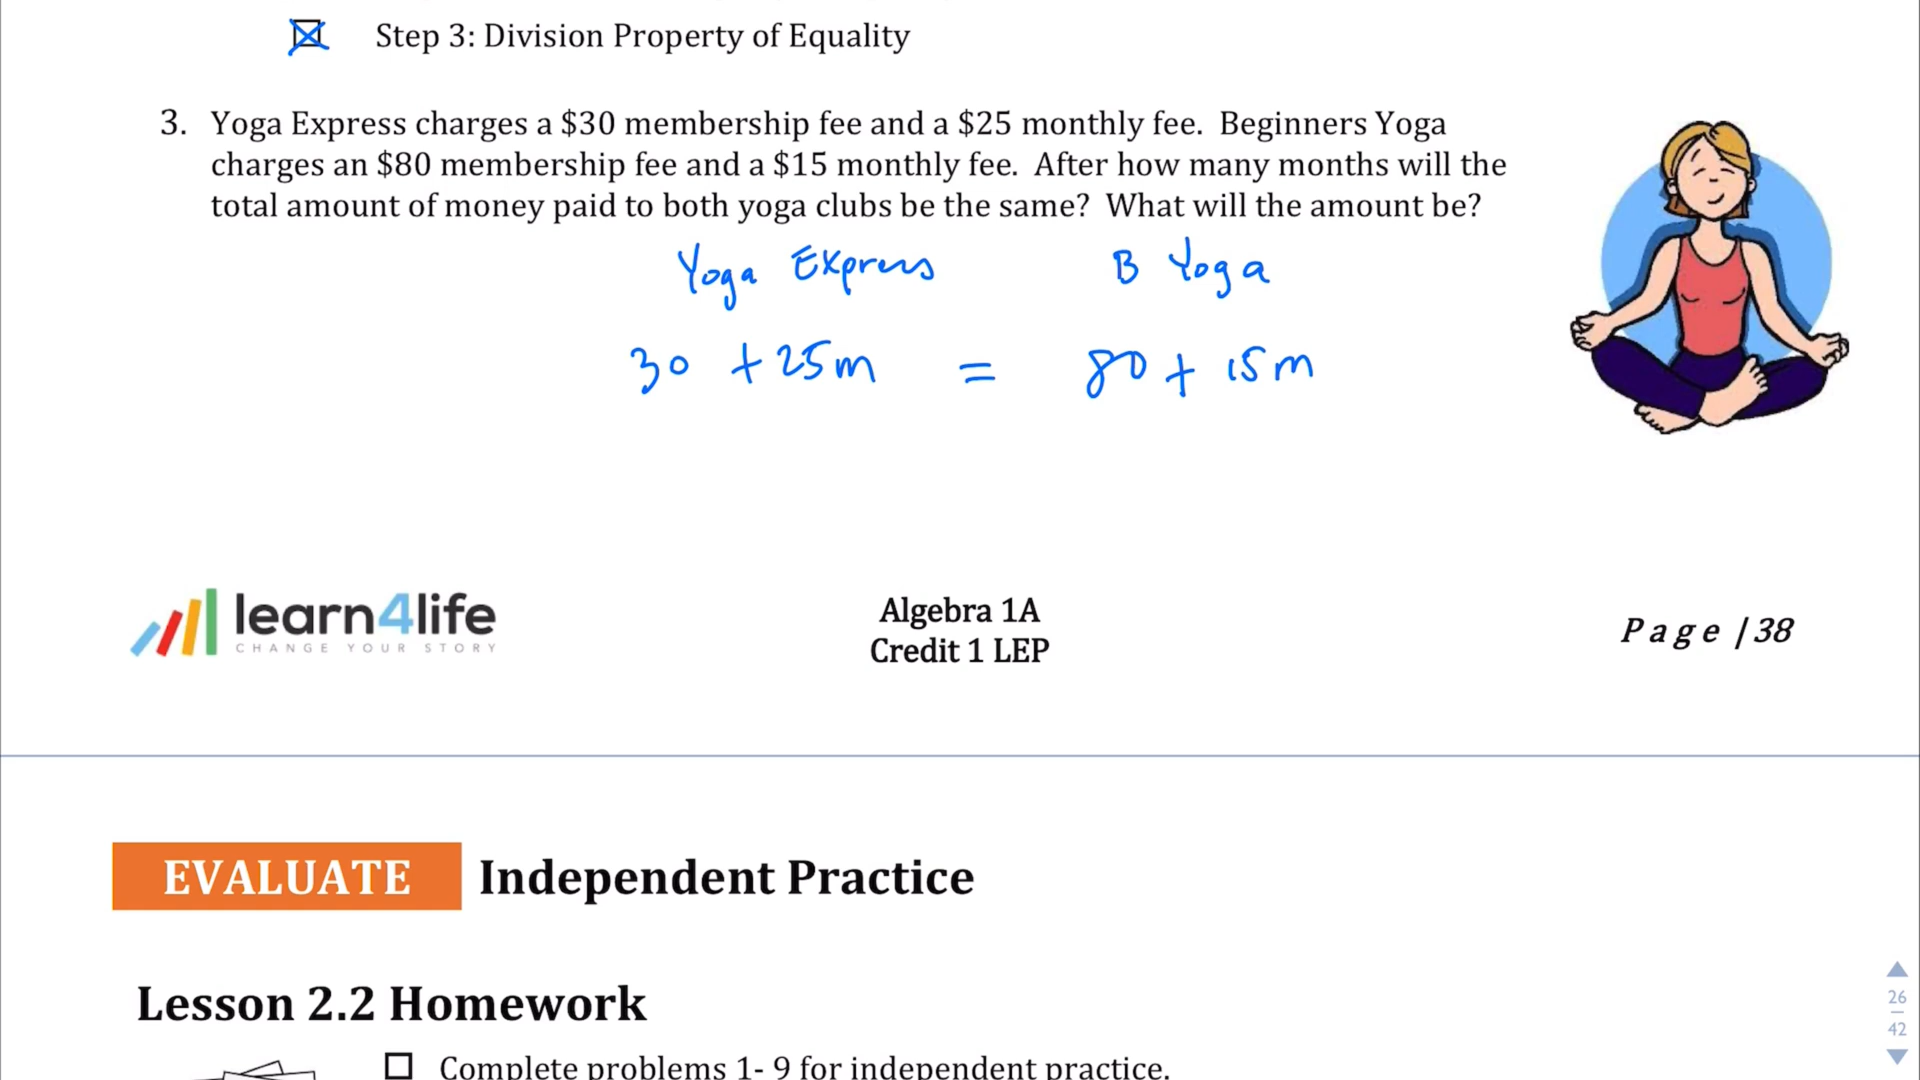 Step 3: Division Property of Equality
3. Yoga Express charges a $30 membership fee and a $25 monthly fee. Beginners Yoga
charges an $80 membership fee and a $15 monthly fee. After how many months will the
total amount of money paid to both yoga clubs be the same? What will the amount be?
Yoga Express B Yoga
30 + 25m = 80 + 15m
learn4life
CHANGE YOUR STORY
Algebra 1A
Credit 1 LEP
Page | 38
EVALUATE Independent Practice
Lesson 2.2 Homework
Complete problems 1- 9 for independent practice.
26
42